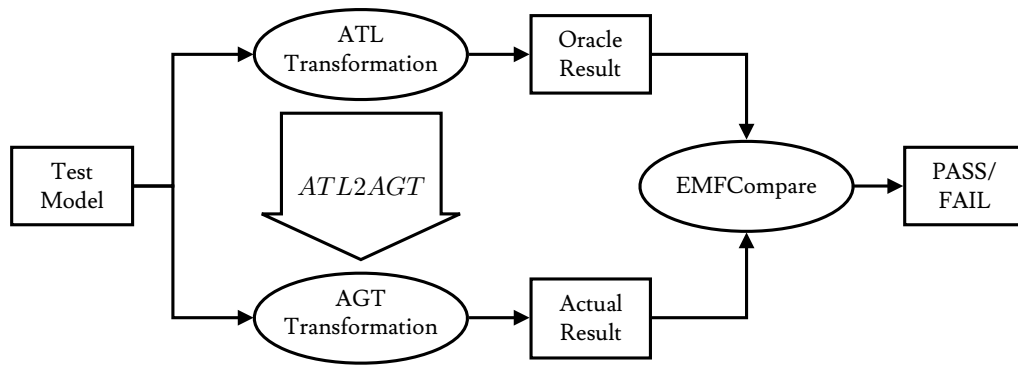 ATL
Transformation
Oracle
Result
Test
Model
ATL2AGT
EMFCompare
PASS/
FAIL
AGT
Transformation
Actual
Result